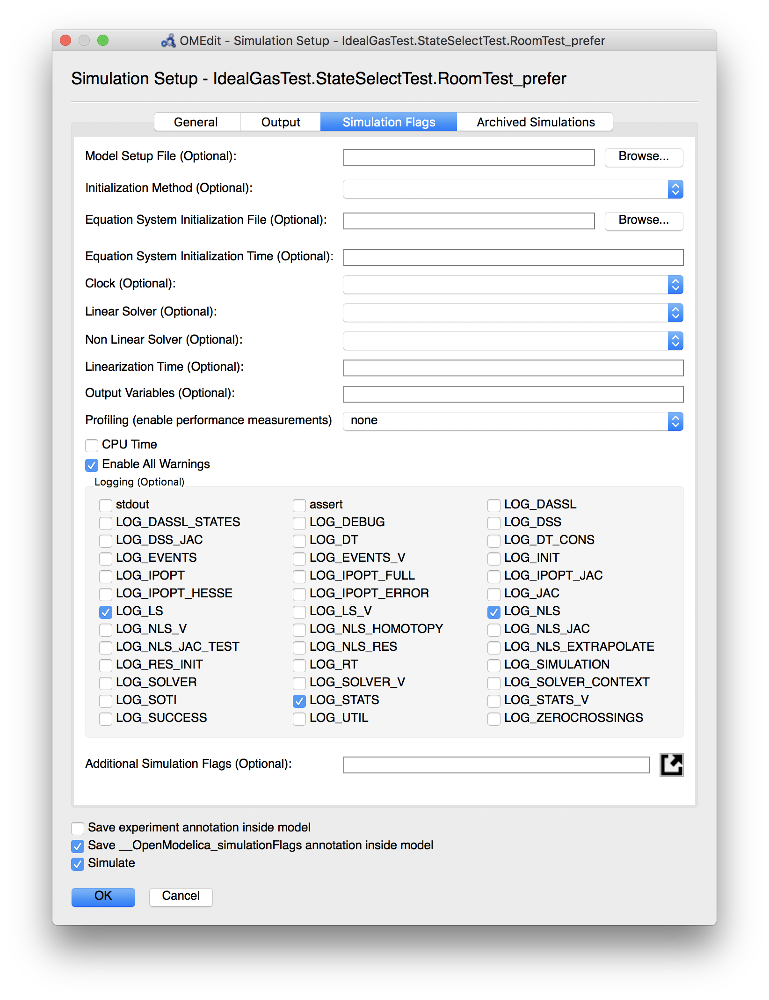 OMEdit - Simulation Setup - IdealGasTest.StateSelectTest.RoomTest_prefer
Simulation Setup - IdealGasTest.StateSelectTest.RoomTest_prefer
General Output Simulation Flags Archived Simulations
Model Setup File (Optional): Browse...
Initialization Method (Optional):
Equation System Initialization File (Optional): Browse...
Equation System Initialization Time (Optional):
Clock (Optional):
Linear Solver (Optional):
Non Linear Solver (Optional):
Linearization Time (Optional):
Output Variables (Optional):
Profiling (enable performance measurements) none
CPU Time
Enable All Warnings
Logging (Optional)
stdout assert LOG_DASSL
LOG_DASSL_STATES LOG_DEBUG LOG_DSS
LOG_DSS_JAC LOG_DT LOG_DT_CONS
LOG_EVENTS LOG_EVENTS_V LOG_INIT
LOG_IPOPT LOG_IPOPT_FULL LOG_IPOPT_JAC
LOG_IPOPT_HESSE LOG_IPOPT_ERROR LOG_JAC
LOG_LS LOG_LS_V LOG_NLS
LOG_NLS_V LOG_NLS_HOMOTOPY LOG_NLS_JAC
LOG_NLS_JAC_TEST LOG_NLS_RES LOG_NLS_EXTRAPOLATE
LOG_RES_INIT LOG_RT LOG_SIMULATION
LOG_SOLVER LOG_SOLVER_V LOG_SOLVER_CONTEXT
LOG_SOTI LOG_STATS LOG_STATS_V
LOG_SUCCESS LOG_UTIL LOG_ZEROCROSSINGS
Additional Simulation Flags (Optional):
Save experiment annotation inside model
Save __OpenModelica_simulationFlags annotation inside model
Simulate
OK Cancel